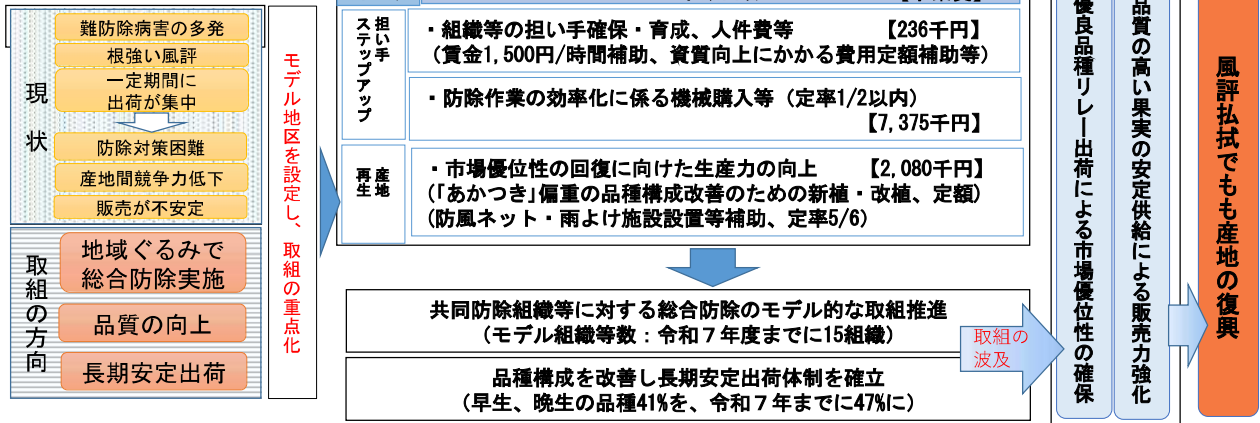 難防除病害の多発
根強い風評
一定期間に
出荷が集中
防除対策困難
産地間競争力低下
販売が不安定
現状
地域ぐるみで
総合防除実施
品質の向上
長期安定出荷
取組の方向
モデル地区を設定し、取組の重点化
担い手
ステップアップ
・組織等の担い手確保・育成、人件費等　【236千円】
（賃金1,500円/時間補助、資質向上にかかる費用定額補助等）
・防除作業の効率化に係る機械購入等（定率1/2以内）
【7,375千円】
産地
再生
・市場優位性の回復に向けた生産力の向上　【2,080千円】
（「あかつき」偏重の品種構成改善のための新植・改植、定額）
（防風ネット・雨よけ施設設置等補助、定率5/6）
共同防除組織等に対する総合防除のモデル的な取組推進
（モデル組織等数：令和７年度までに15組織）
品種構成を改善し長期安定出荷体制を確立
（早生、晩生の品種41%を、令和７年までに47%に）
取組の
波及
優良品種リレー出荷による市場優位性の確保
品質の高い果実の安定供給による販売力強化
風評払拭でもも産地の復興